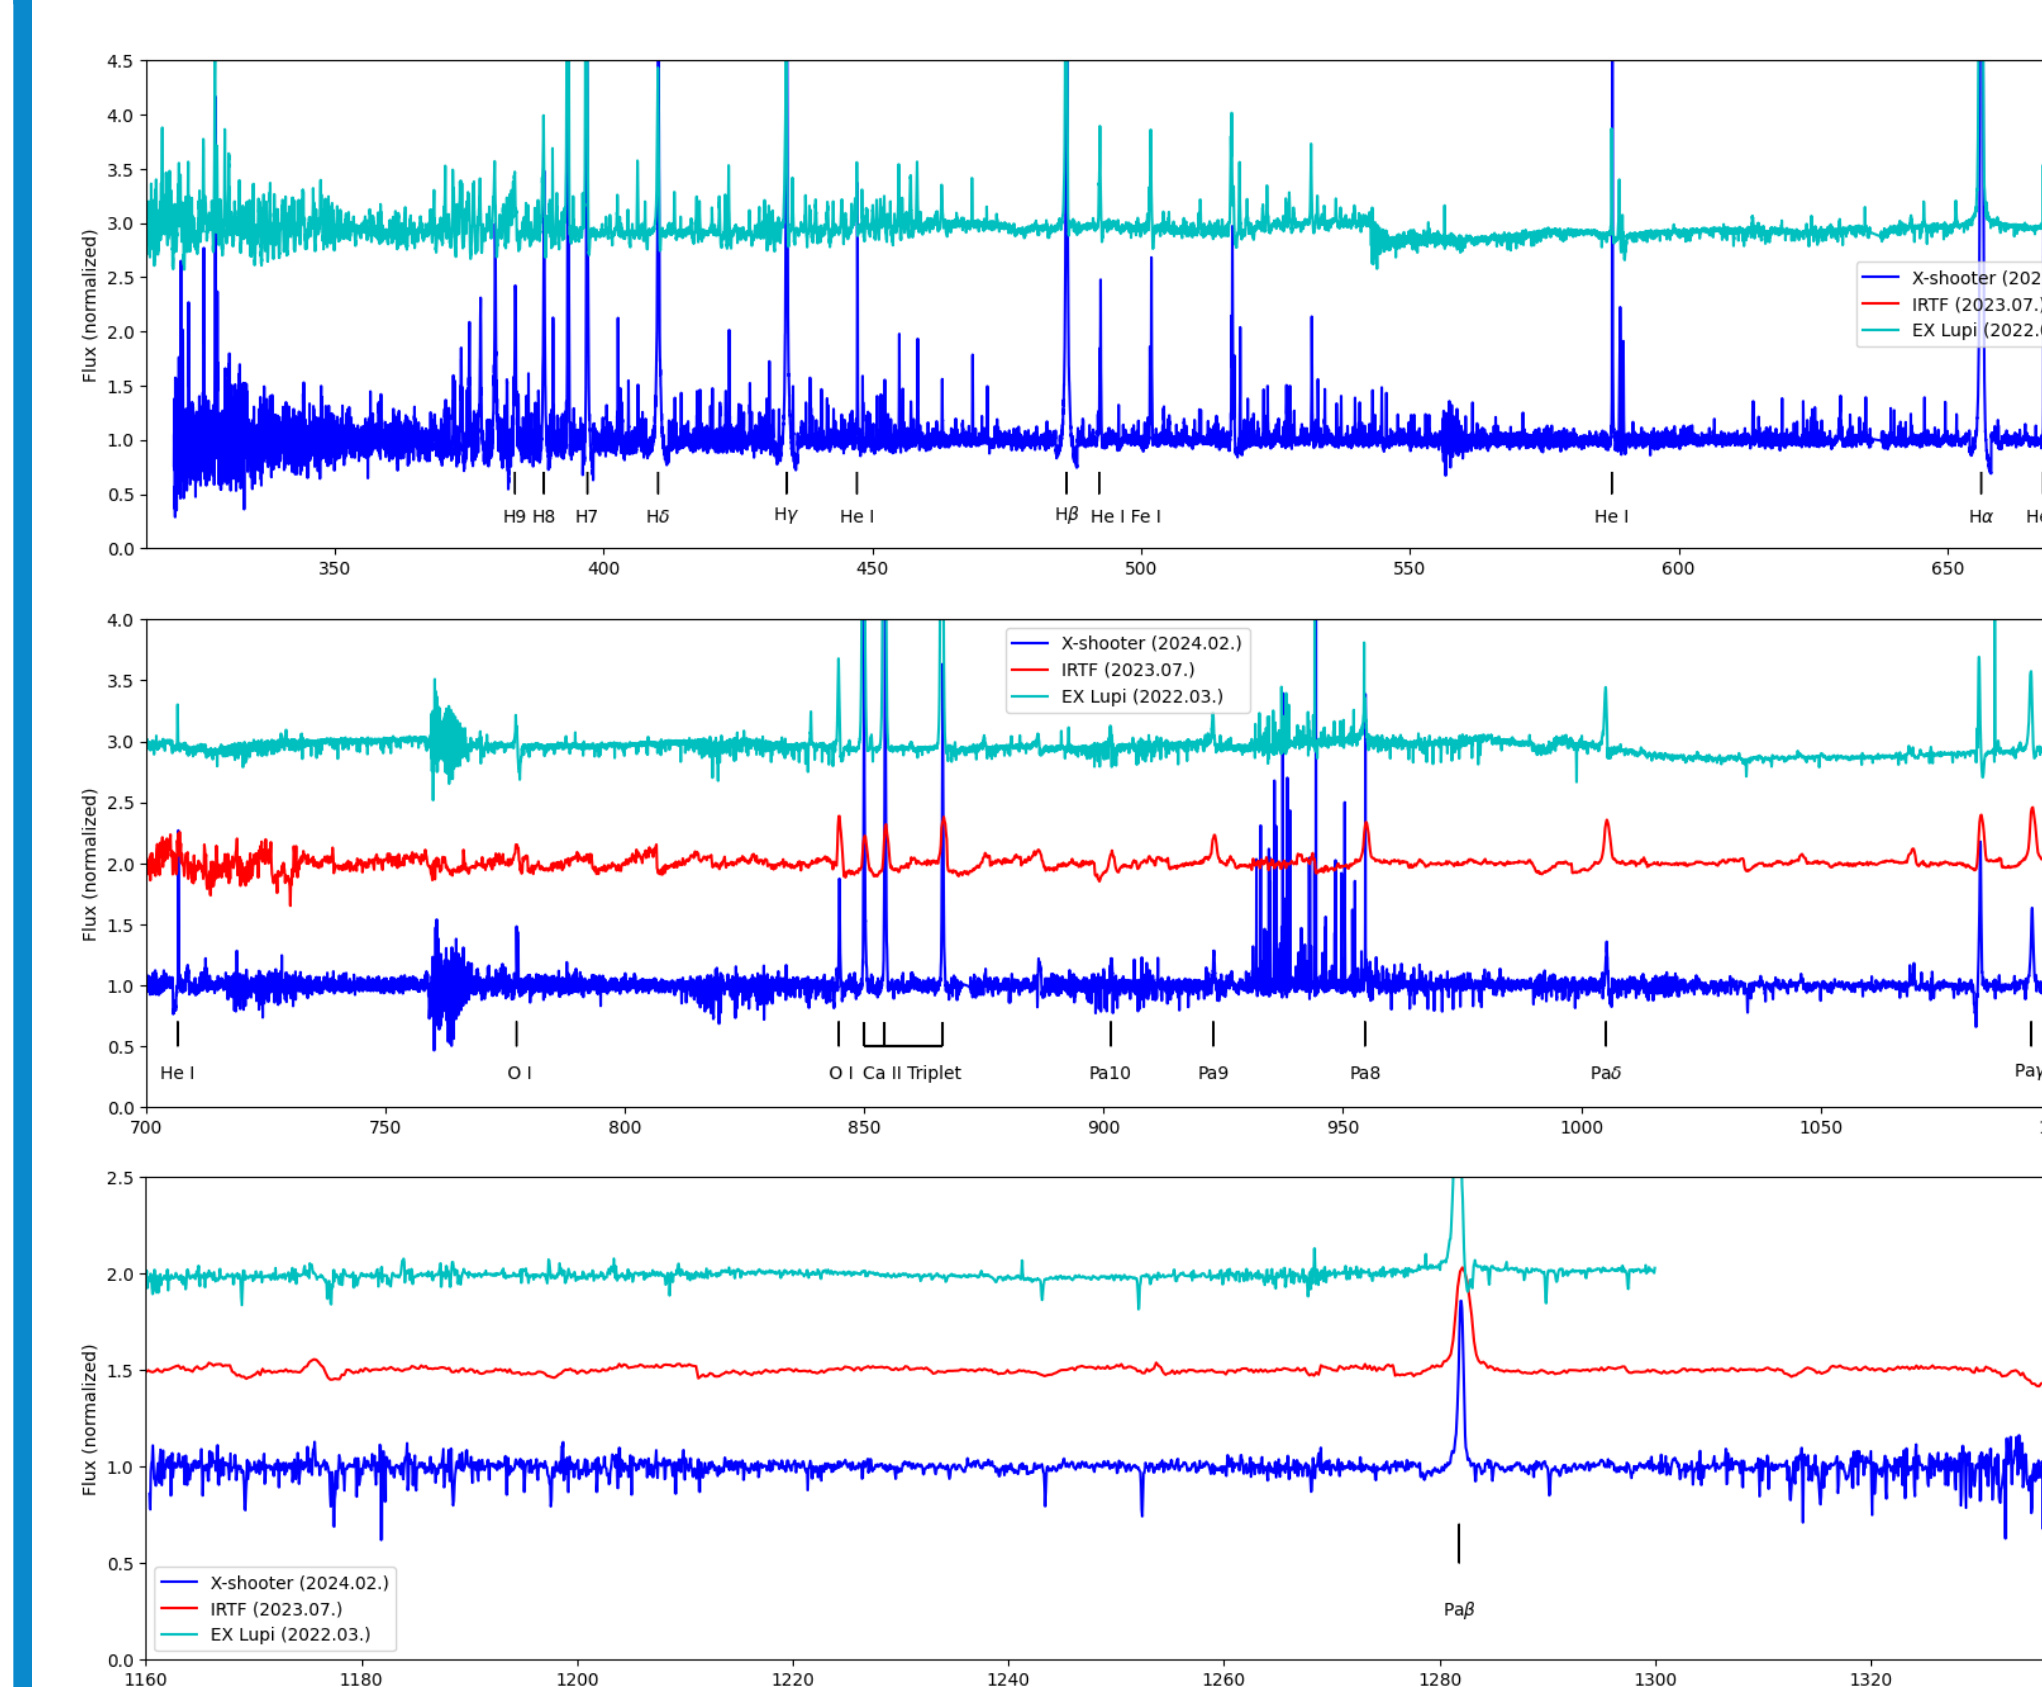 4.5
4.0
3.5
3.0
2.5
2.0
1.5
1.0
0.5
0.0
Flux (normalized)
X-shooter (202
IRTF (2023.07.)
EX Lupi (2022.
H9 H8 H7 Hδ Hγ He I Hβ He I Fe I He I Hα He
350 400 450 500 550 600 650
4.0
3.5
3.0
2.5
2.0
1.5
1.0
0.5
0.0
Flux (normalized)
X-shooter (2024.02.)
IRTF (2023.07.)
EX Lupi (2022.03.)
He I O I O I Ca II Triplet Pa10 Pa9 Pa8 Paδ Paγ
700 750 800 850 900 950 1000 1050
2.5
2.0
1.5
1.0
0.5
0.0
Flux (normalized)
X-shooter (2024.02.)
IRTF (2023.07.)
EX Lupi (2022.03.)
Paβ
1160 1180 1200 1220 1240 1260 1280 1300 1320